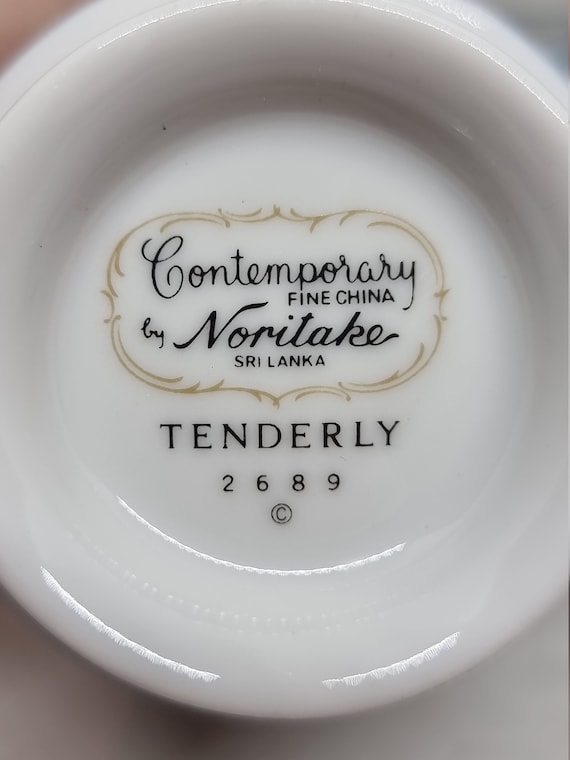 Contemporary
FINE CHINA
by Noritake
SRI LANKA
TENDERLY
2689
©